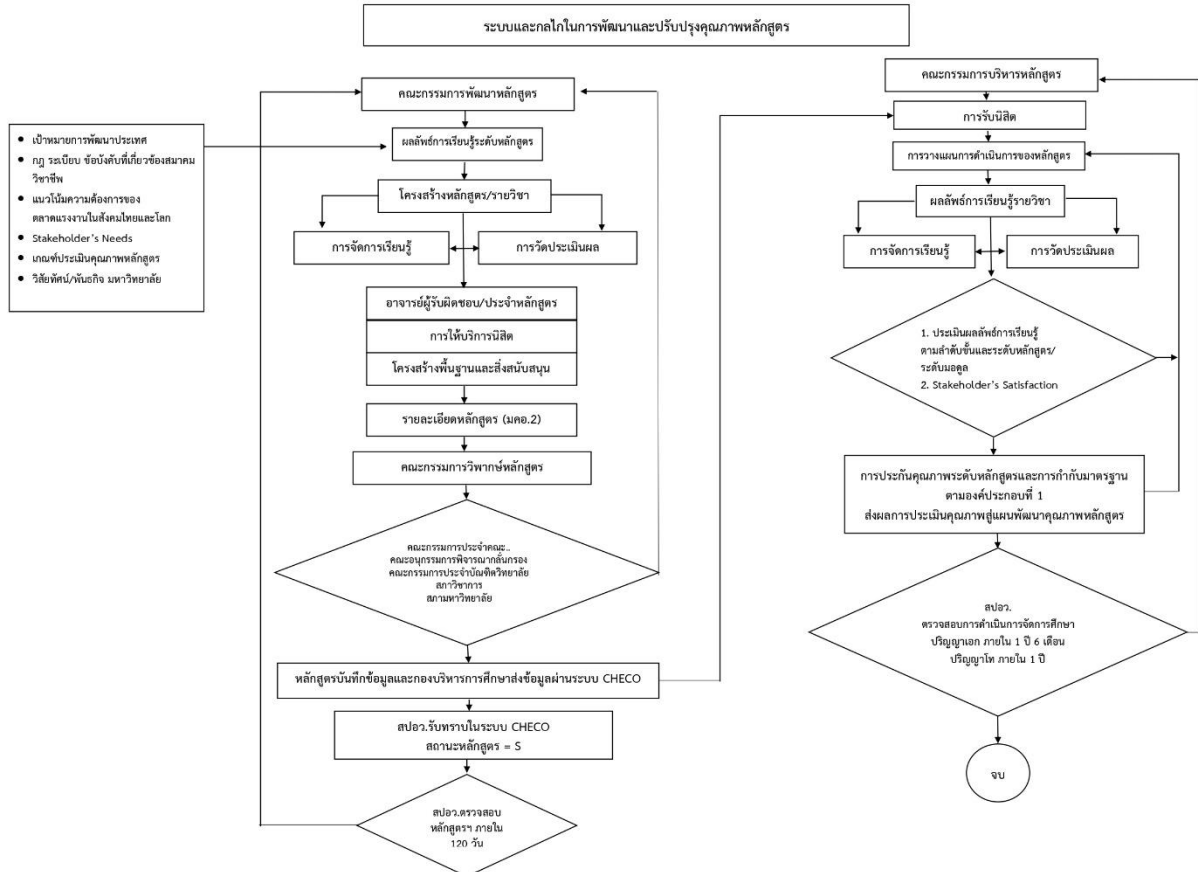 ระบบและกลไกในการพัฒนาและปรับปรุงคุณภาพหลักสูตร
คณะกรรมการพัฒนาหลักสูตร
ผลลัพธ์การเรียนรู้ระดับหลักสูตร
• เป้าหมายการพัฒนาประเทศ
• กฎ ระเบียบ ข้อบังคับที่เกี่ยวข้องสมาคม
วิชาชีพ
• แนวโน้มความต้องการของ
ตลาดแรงงานในสังคมไทยและโลก
• Stakeholder's Needs
• เกณฑ์ประเมินคุณภาพหลักสูตร
• วิสัยทัศน์/พันธกิจ มหาวิทยาลัย
โครงสร้างหลักสูตร/รายวิชา
การจัดการเรียนรู้
การวัดประเมินผล
อาจารย์ผู้รับผิดชอบ/ประจำหลักสูตร
การให้บริการนิสิต
โครงสร้างพื้นฐานและสิ่งสนับสนุน
รายละเอียดหลักสูตร (มคอ.2)
คณะกรรมการวิพากษ์หลักสูตร
คณะกรรมการประจำคณะ..
คณะอนุกรรมการพิจารณากลั่นกรอง
คณะกรรมการประจำบัณฑิตวิทยาลัย
สภาวิชาการ
สภามหาวิทยาลัย
หลักสูตรบันทึกข้อมูลและกองบริหารการศึกษาส่งข้อมูลผ่านระบบ CHECO
สปอว.รับทราบในระบบ CHECO
สถานะหลักสูตร = S
สปอว.ตรวจสอบ
หลักสูตรฯ ภายใน
120 วัน
คณะกรรมการบริหารหลักสูตร
การรับนิสิต
การวางแผนการดำเนินการของหลักสูตร
ผลลัพธ์การเรียนรู้รายวิชา
การจัดการเรียนรู้
การวัดประเมินผล
1. ประเมินผลลัพธ์การเรียนรู้
ตามลำดับขั้นและระดับหลักสูตร/
ระดับมอดูล
2. Stakeholder's Satisfaction
การประกันคุณภาพระดับหลักสูตรและการกำกับมาตรฐาน
ตามองค์ประกอบที่ 1
ส่งผลการประเมินคุณภาพสู่แผนพัฒนาคุณภาพหลักสูตร
สปอว.
ตรวจสอบการดำเนินการจัดการศึกษา
ปริญญาเอก ภายใน 1 ปี 6 เดือน
ปริญญาโท ภายใน 1 ปี
จบ